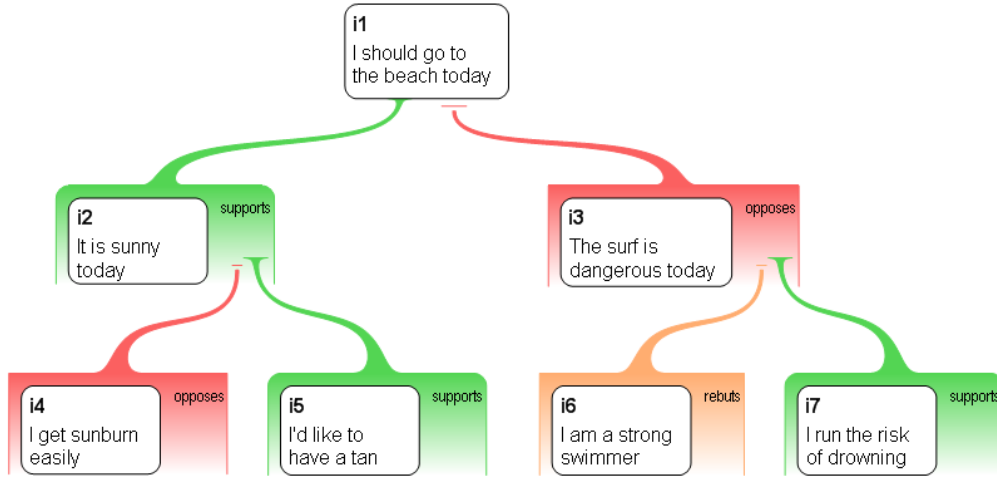 i1
I should go to
the beach today
i2
supports
It is sunny
today
i3
opposes
The surf is
dangerous today
i4
opposes
I get sunburn
easily
i5
supports
I'd like to
have a tan
i6
rebuts
I am a strong
swimmer
i7
supports
I run the risk
of drowning